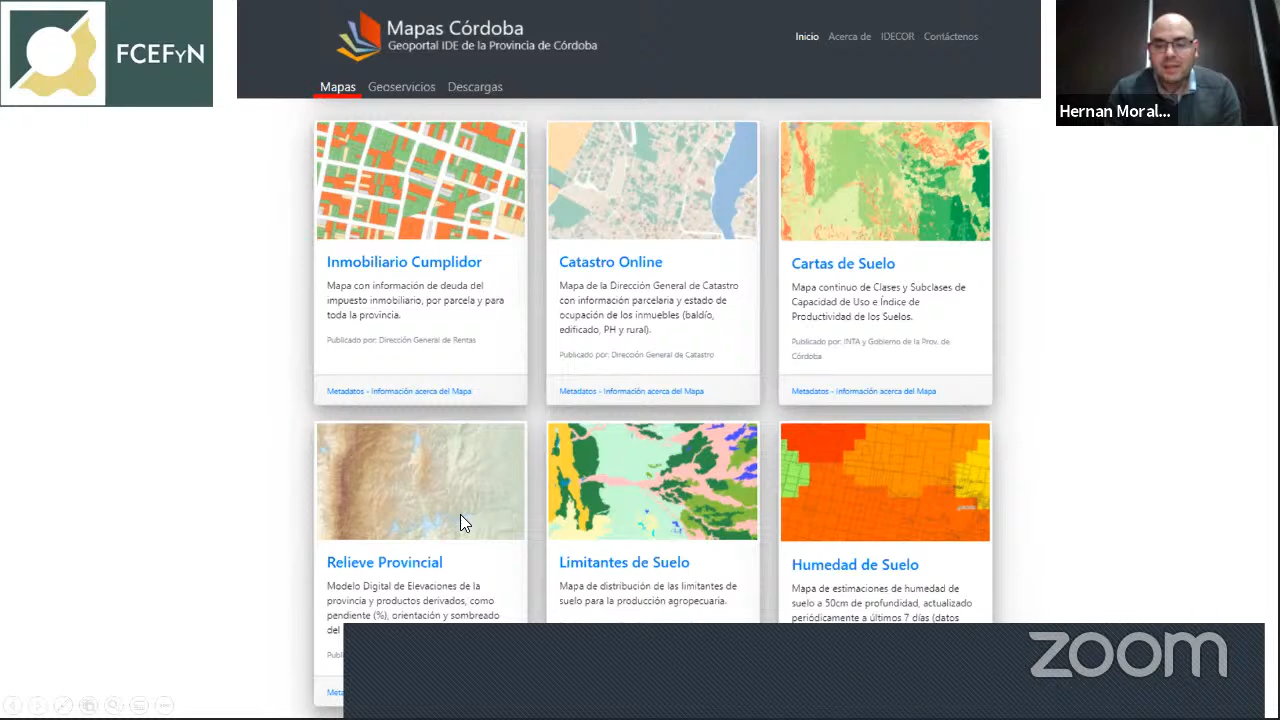 FCEFyN
Mapas Córdoba
Geoportal IDE de la Provincia de Córdoba
Inicio Acerca de IDECOR Contáctenos
Mapas Geoservicios Descargas
Hernan Moral...
Inmobiliario Cumplidor
Mapa con información de deuda del
impuesto inmobiliario, por parcela y para
toda la provincia.
Publicado por: Dirección General de Rentas
Metadatos - Información acerca del Mapa
Catastro Online
Mapa de la Dirección General de Catastro
con información parcelaria y estado de
ocupación de los inmuebles (baldío,
edificado, PH y rural).
Publicado por: Dirección General de Catastro
Metadatos - Información acerca del Mapa
Cartas de Suelo
Mapa continuo de Clases y Subclases de
Capacidad de Uso e Índice de
Productividad de los Suelos.
Publicado por: INTA y Gobierno de la Prov. de
Córdoba
Metadatos - Información acerca del Mapa
Relieve Provincial
Modelo Digital de Elevaciones de la
provincia y productos derivados, como
pendiente (%), orientación y sombreado
del
Publi
Meta
Limitantes de Suelo
Mapa de distribución de las limitantes de
suelo para la producción agropecuaria.
Humedad de Suelo
Mapa de estimaciones de humedad de
suelo a 50cm de profundidad, actualizado
periódicamente a últimos 7 días (datos
zoom